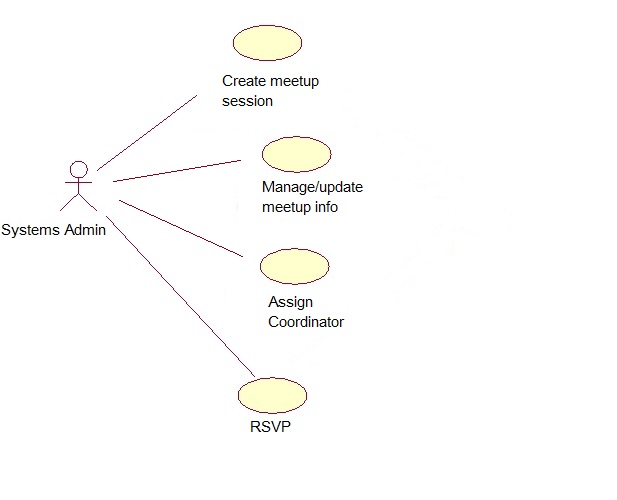 Create meetup
session
Manage/update
meetup info
Systems Admin
Assign
Coordinator
RSVP